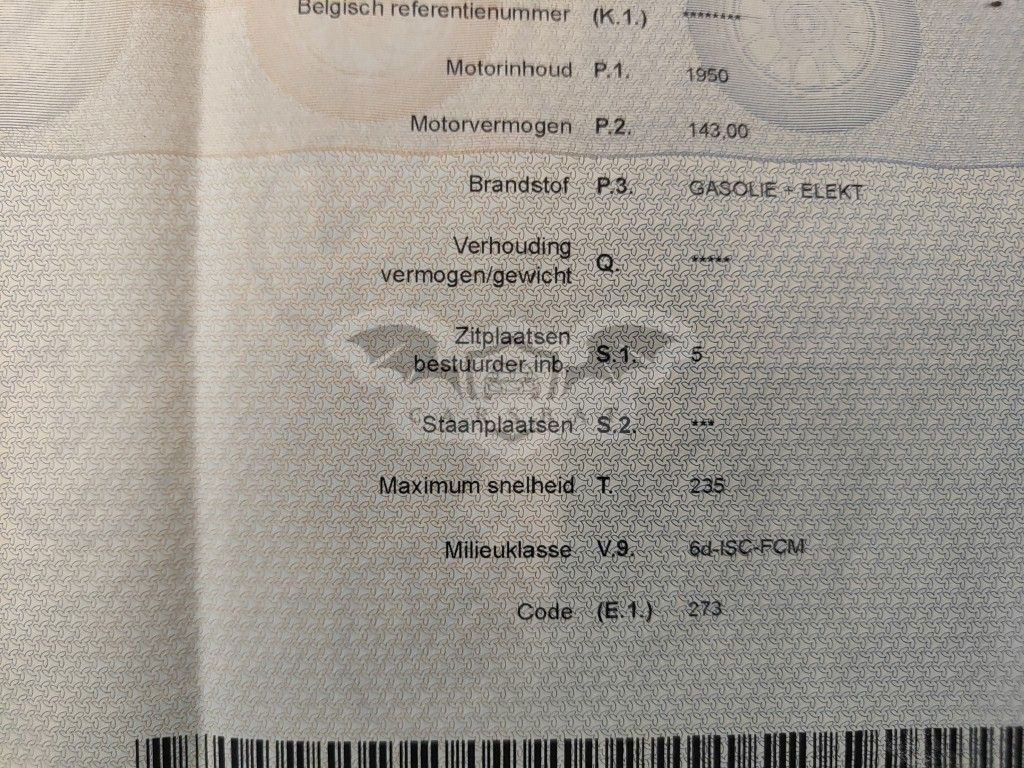 Belgisch referentienummer (K.1.) ********
Motorinhoud P.1. 1950
Motorvermogen P.2. 143,00
Brandstof P.3. GASOLIE + ELEKT
Verhouding
vermogen/gewicht Q. *****
Zitplaatsen
bestuurder inb. S.1. 5
Staanplaatsen S.2. ***
Maximum snelheid T. 235
Milieuklasse V.9. 6d-ISC-FCM
Code (E.1.) 273